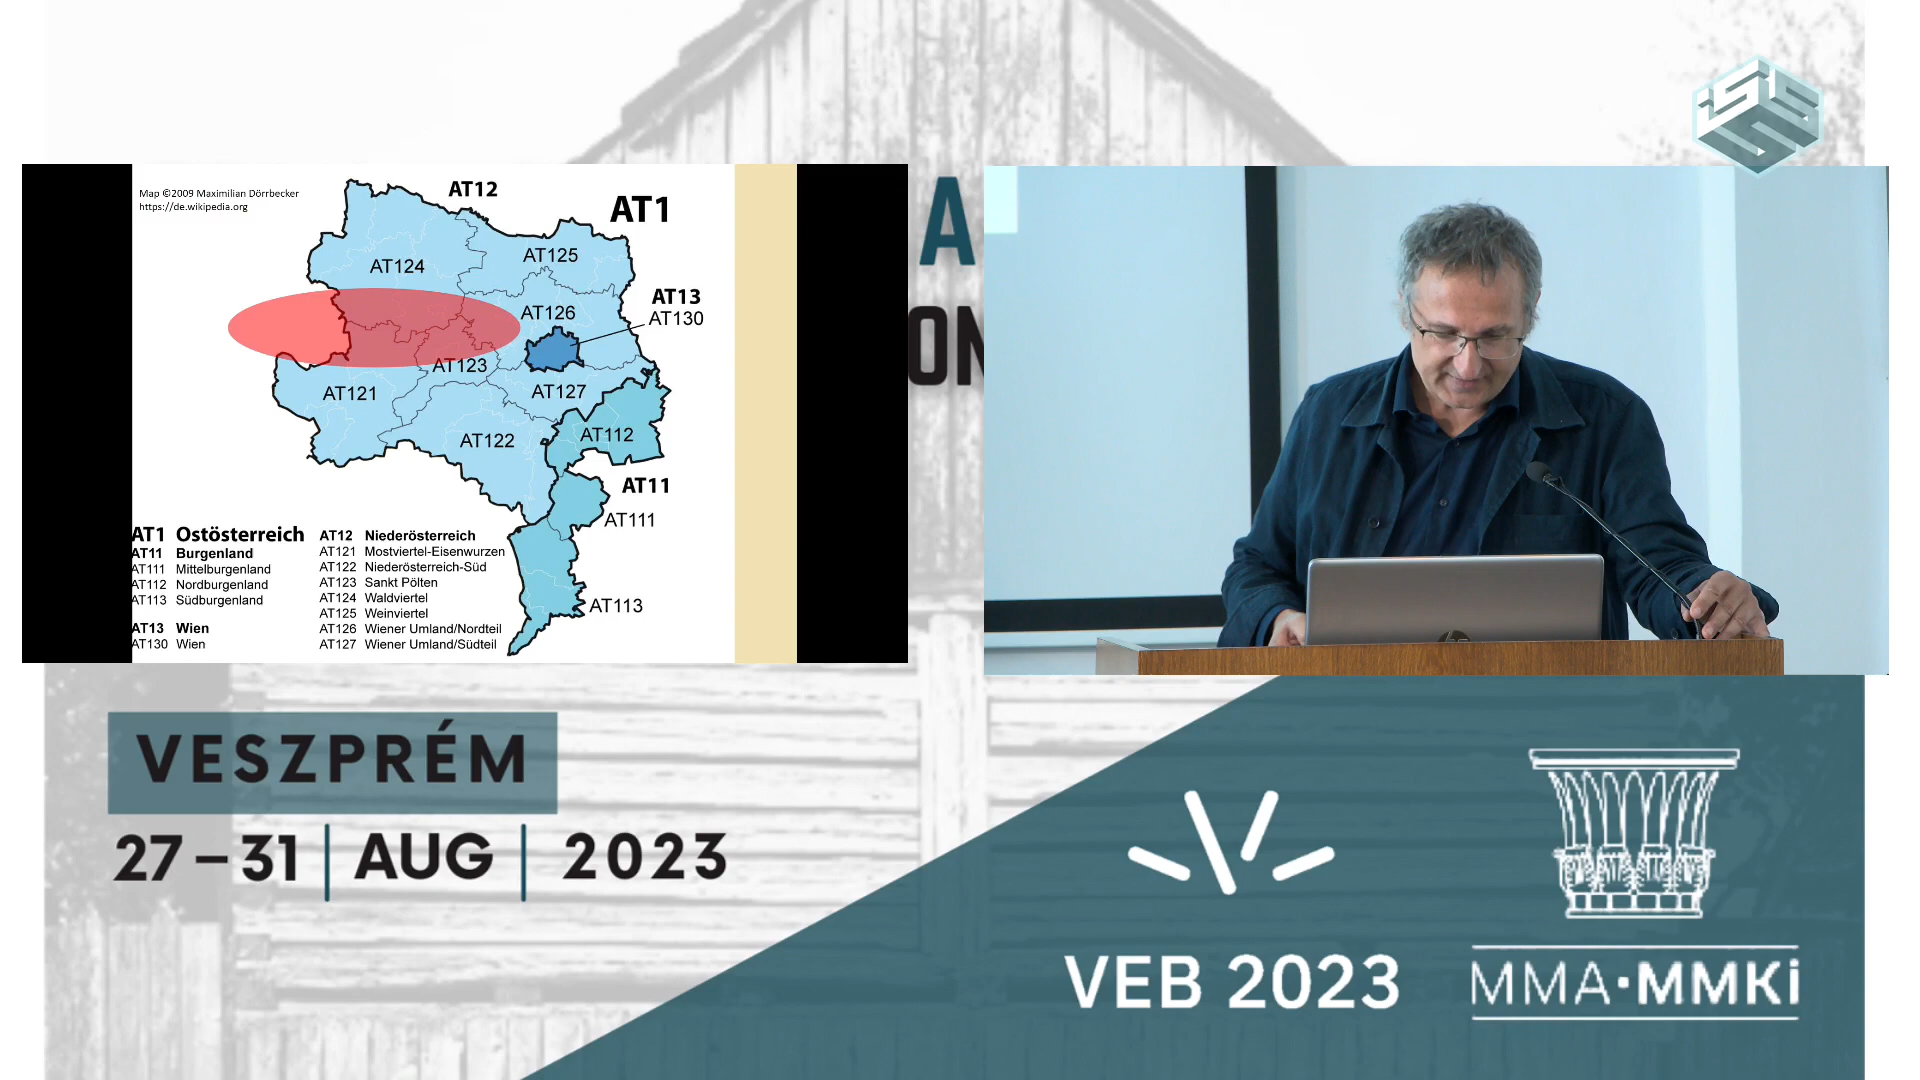 Map ©2009 Maximilian Dörrbecker
https://de.wikipedia.org
AT12
AT1
AT125
AT124
AT13
AT130
AT126
AT123
AT121
AT127
AT112
AT122
AT11
AT111
AT113
AT1 Ostösterreich
AT11 Burgenland
AT111 Mittelburgenland
AT112 Nordburgenland
AT113 Südburgenland
AT13 Wien
AT130 Wien
AT12 Niederösterreich
AT121 Mostviertel-Eisenwurzen
AT122 Niederösterreich-Süd
AT123 Sankt Pölten
AT124 Waldviertel
AT125 Weinviertel
AT126 Wiener Umland/Nordteil
AT127 Wiener Umland/Südteil
A
ON
VESZPRÉM
27–31 | AUG | 2023
VEB 2023
MMA•MMKi